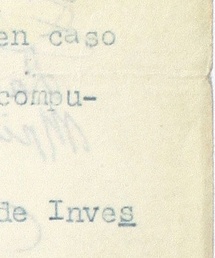 en caso
compu-
de Inves